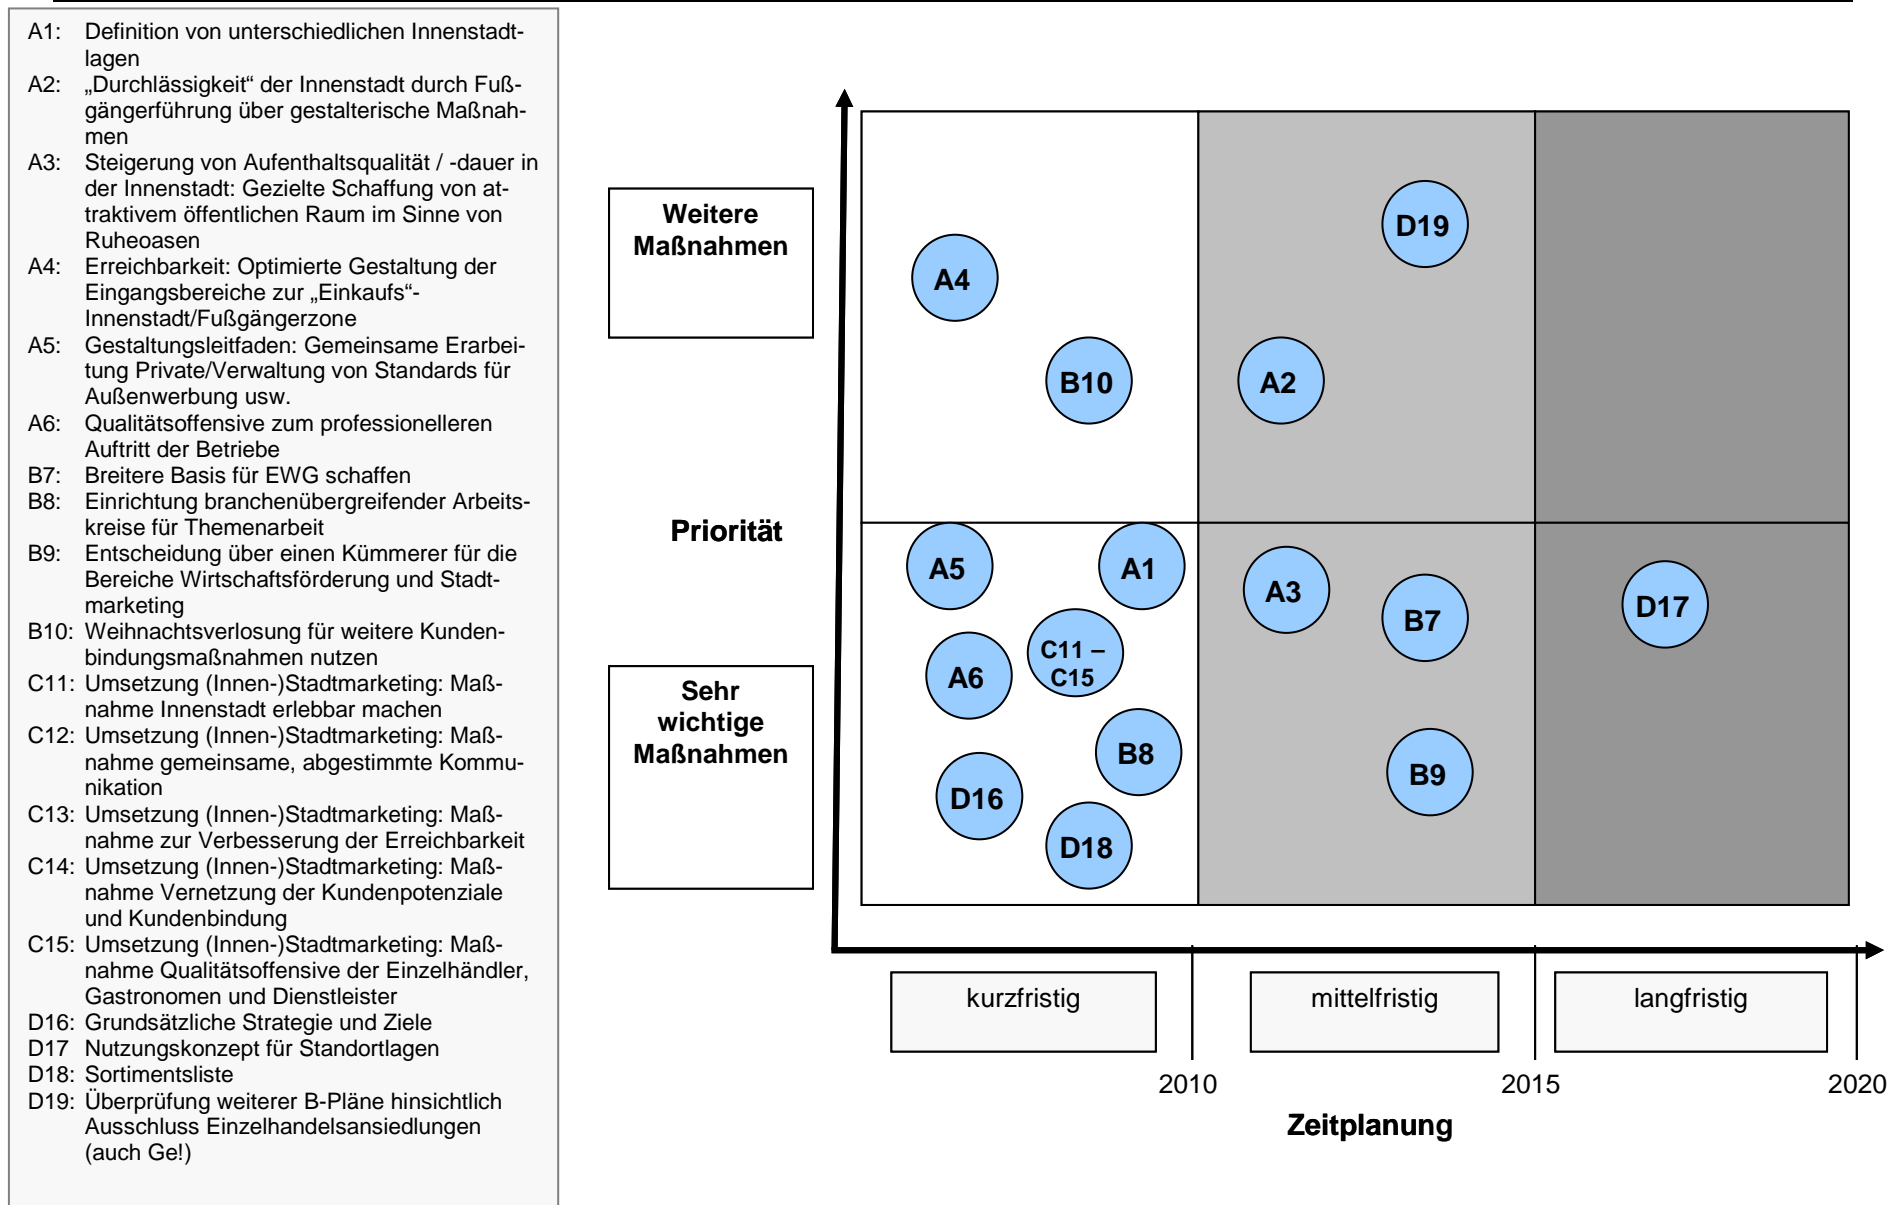 A1: Definition von unterschiedlichen Innenstadt-
lagen
A2: „Durchlässigkeit“ der Innenstadt durch Fuß-
gängerführung über gestalterische Maßnah-
men
A3: Steigerung von Aufenthaltsqualität / -dauer in
der Innenstadt: Gezielte Schaffung von at-
traktivem öffentlichen Raum im Sinne von
Ruheoasen
A4: Erreichbarkeit: Optimierte Gestaltung der
Eingangsbereiche zur „Einkaufs“-
Innenstadt/Fußgängerzone
A5: Gestaltungsleitfaden: Gemeinsame Erarbei-
tung Private/Verwaltung von Standards für
Außenwerbung usw.
A6: Qualitätsoffensive zum professionelleren
Auftritt der Betriebe
B7: Breitere Basis für EWG schaffen
B8: Einrichtung branchenübergreifender Arbeits-
kreise für Themenarbeit
B9: Entscheidung über einen Kümmerer für die
Bereiche Wirtschaftsförderung und Stadt-
marketing
B10: Weihnachtsverlosung für weitere Kunden-
bindungsmaßnahmen nutzen
C11: Umsetzung (Innen-)Stadtmarketing: Maß-
nahme Innenstadt erlebbar machen
C12: Umsetzung (Innen-)Stadtmarketing: Maß-
nahme gemeinsame, abgestimmte Kommu-
nikation
C13: Umsetzung (Innen-)Stadtmarketing: Maß-
nahme zur Verbesserung der Erreichbarkeit
C14: Umsetzung (Innen-)Stadtmarketing: Maß-
nahme Vernetzung der Kundenpotenziale
und Kundenbindung
C15: Umsetzung (Innen-)Stadtmarketing: Maß-
nahme Qualitätsoffensive der Einzelhändler,
Gastronomen und Dienstleister
D16: Grundsätzliche Strategie und Ziele
D17 Nutzungskonzept für Standortlagen
D18: Sortimentsliste
D19: Überprüfung weiterer B-Pläne hinsichtlich
Ausschluss Einzelhandelsansiedlungen
(auch Ge!)
Weitere
Maßnahmen
Priorität
Sehr
wichtige
Maßnahmen
A4
B10
D19
A2
A5
A1
C11 –
C15
A6
B8
D16
D18
A3
B7
B9
D17
kurzfristig
mittelfristig
langfristig
2010
2015
2020
Zeitplanung